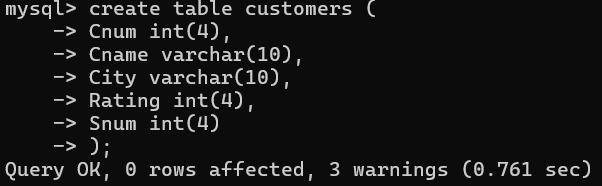 mysql> create table customers (
    -> Cnum int(4),
    -> Cname varchar(10),
    -> City varchar(10),
    -> Rating int(4),
    -> Snum int(4)
    -> );
Query OK, 0 rows affected, 3 warnings (0.761 sec)